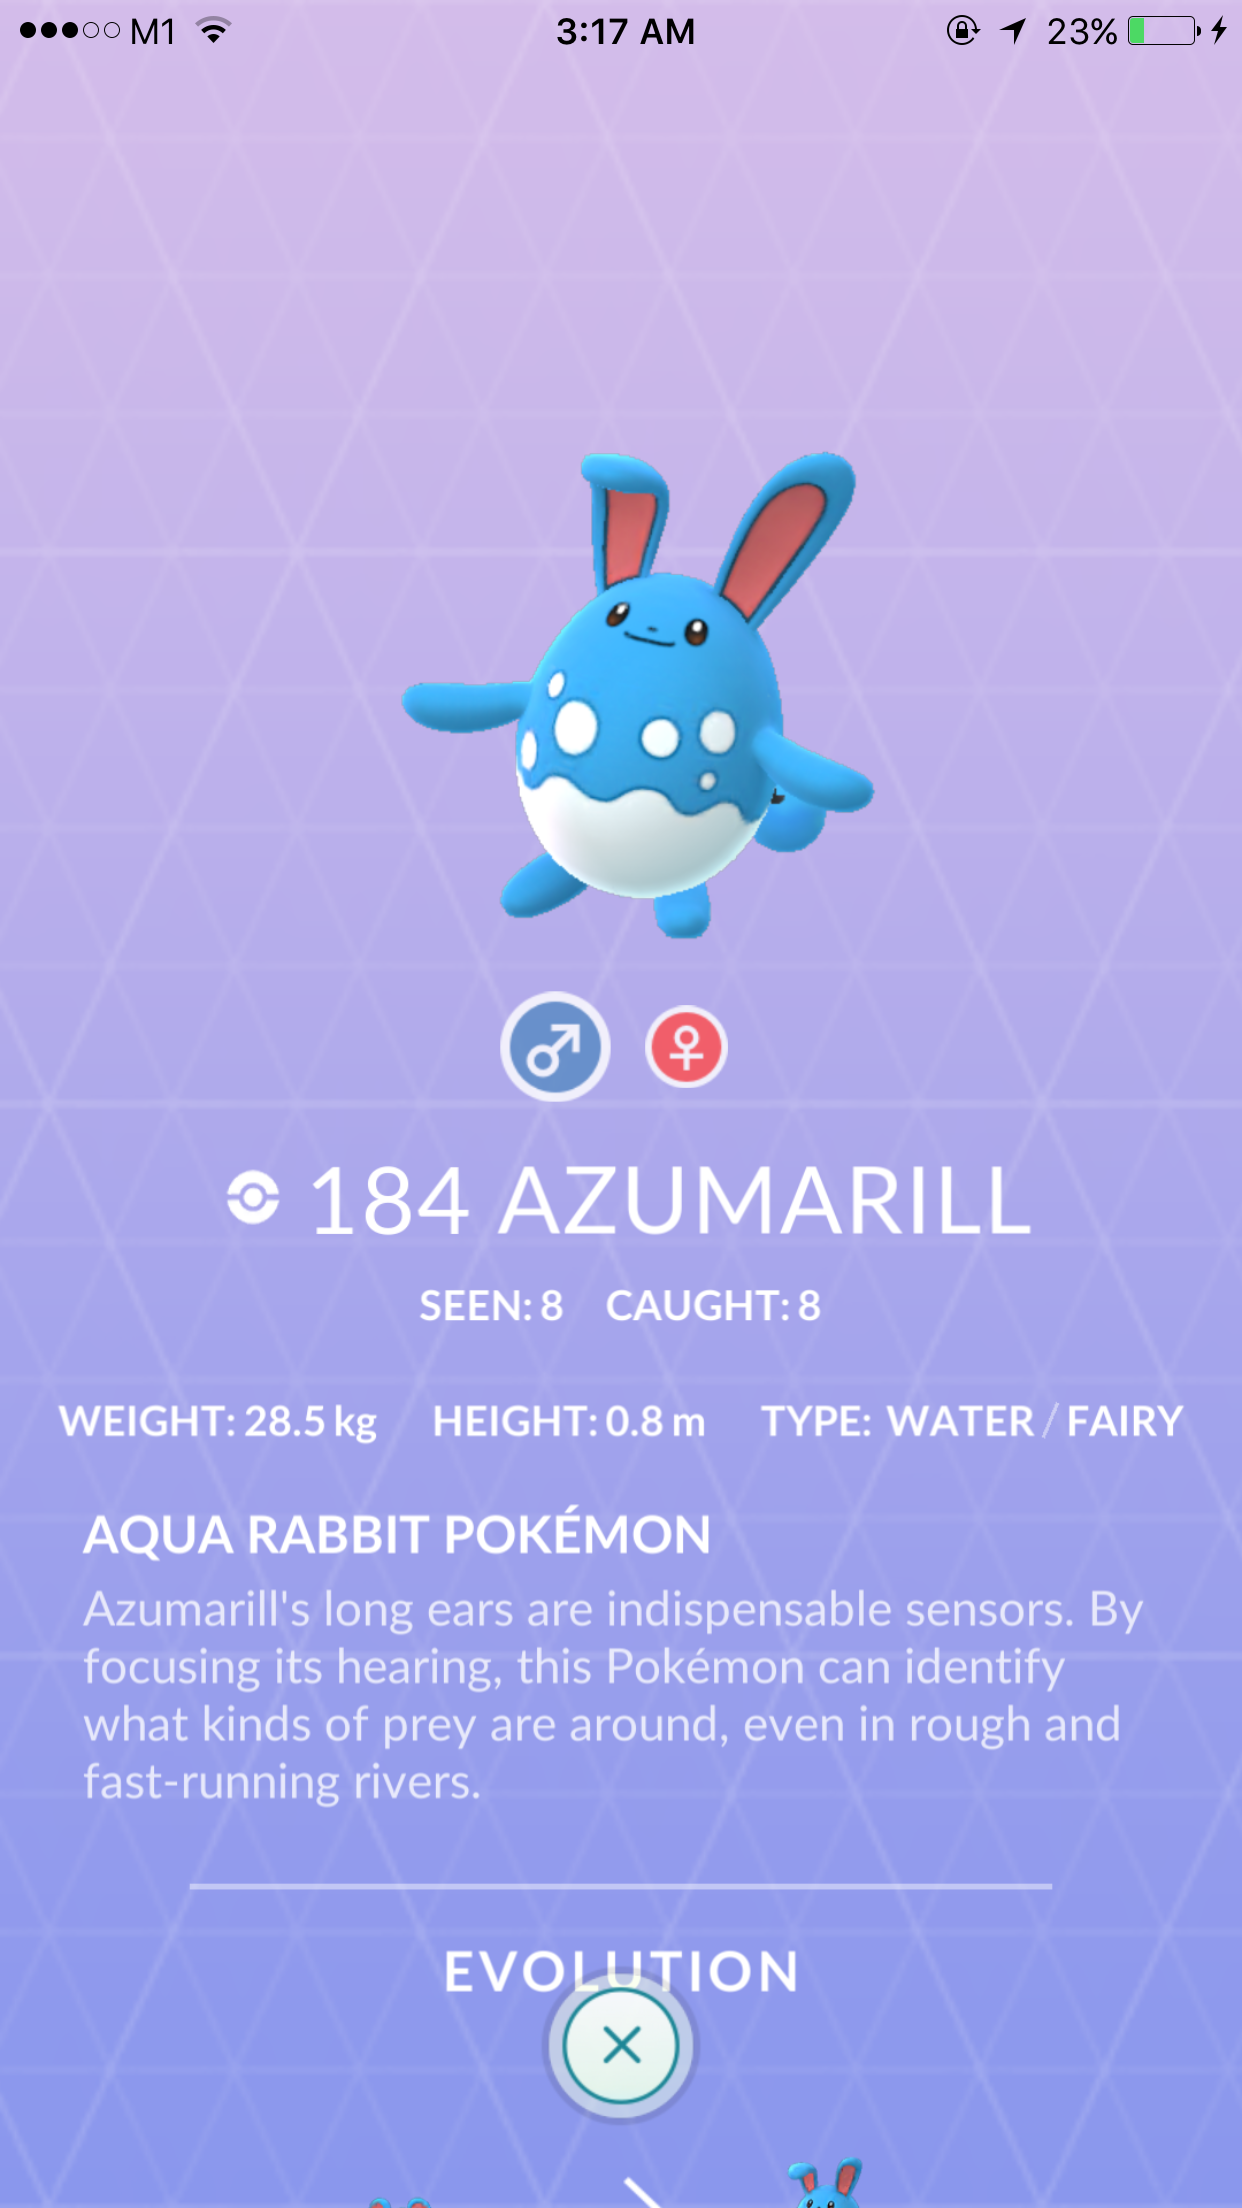 M1 3:17 AM 23%
184 AZUMARILL
SEEN: 8 CAUGHT: 8
WEIGHT: 28.5 kg HEIGHT: 0.8 m TYPE: WATER / FAIRY
AQUA RABBIT POKÉMON
Azumarill's long ears are indispensable sensors. By
focusing its hearing, this Pokémon can identify
what kinds of prey are around, even in rough and
fast-running rivers.
EVOLUTION